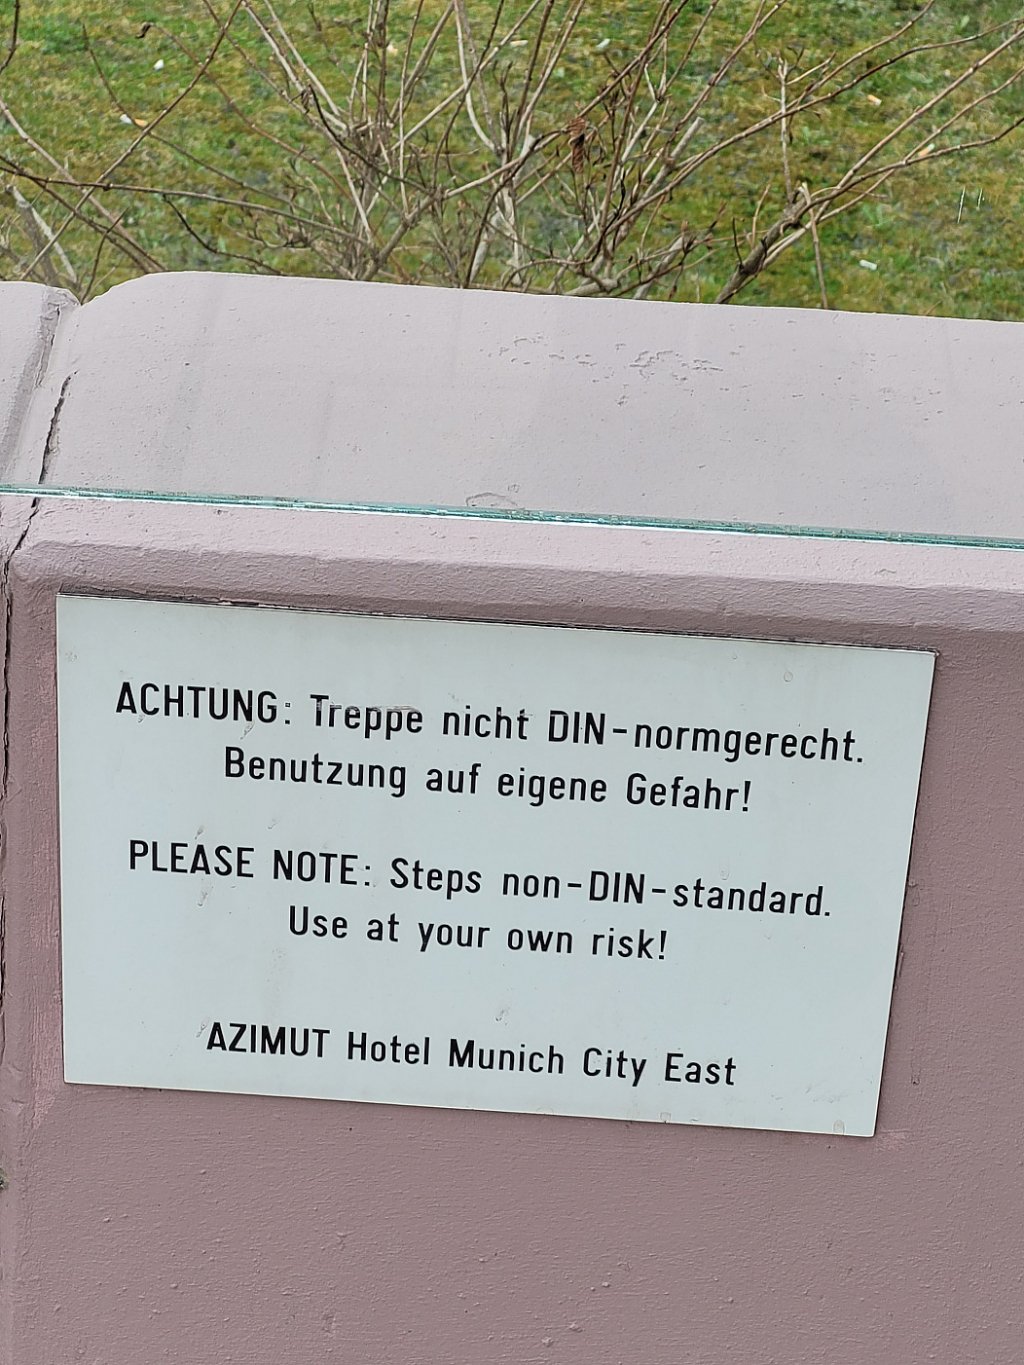 ACHTUNG: Treppe nicht DIN-normgerecht.
Benutzung auf eigene Gefahr!
PLEASE NOTE: Steps non-DIN-standard.
Use at your own risk!
AZIMUT Hotel Munich City East